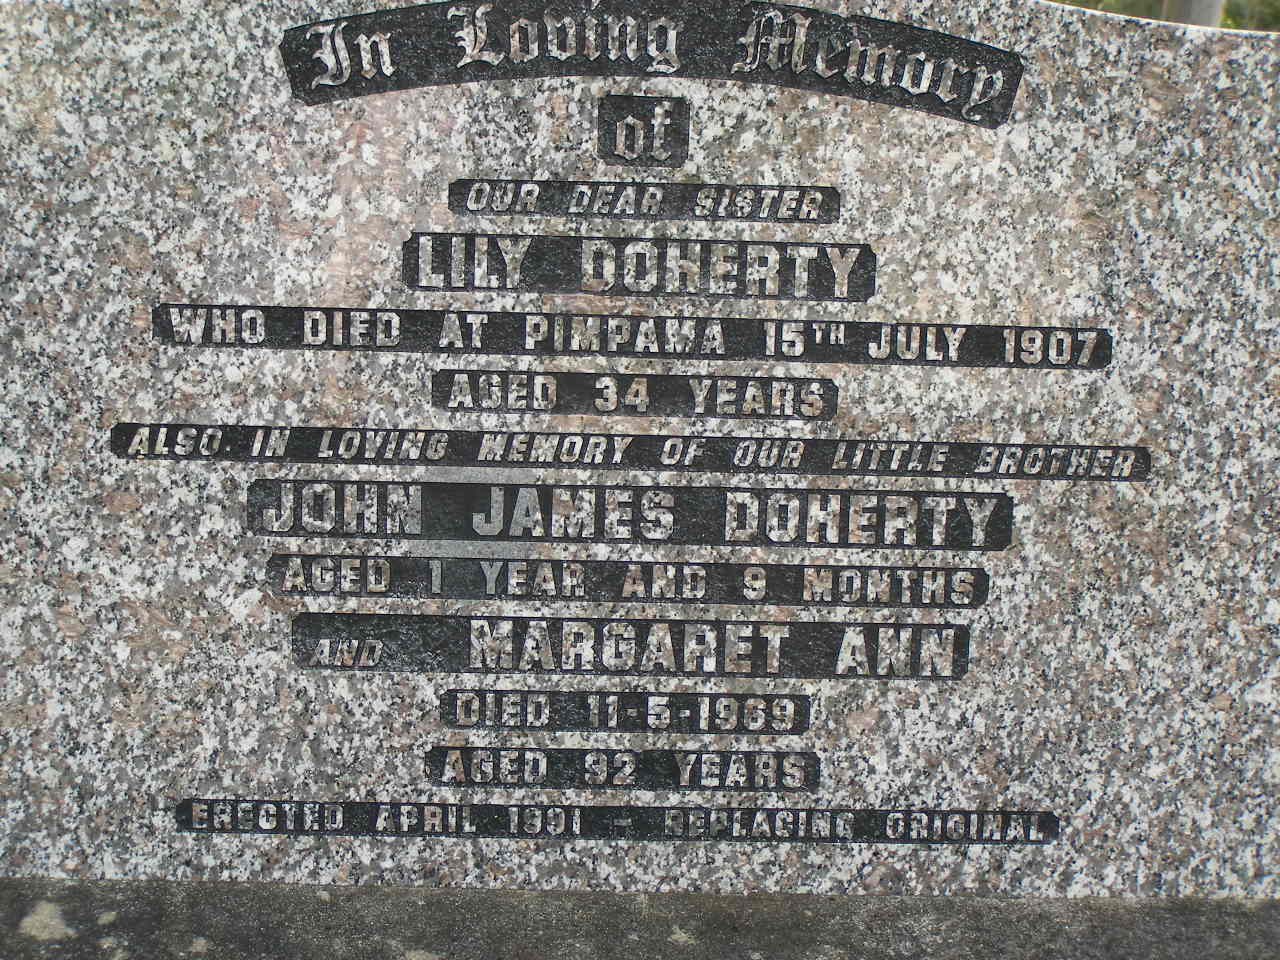 In Loving Memory
of
OUR DEAR SISTER
LILY DOHERTY
WHO DIED AT PIMPAMA 15TH JULY 1907
AGED 34 YEARS
ALSO IN LOVING MEMORY OF OUR LITTLE BROTHER
JOHN JAMES DOHERTY
AGED 1 YEAR AND 9 MONTHS
AND MARGARET ANN
DIED 11-5-1969
AGED 92 YEARS
ERECTED APRIL 1991 - REPLACING ORIGINAL